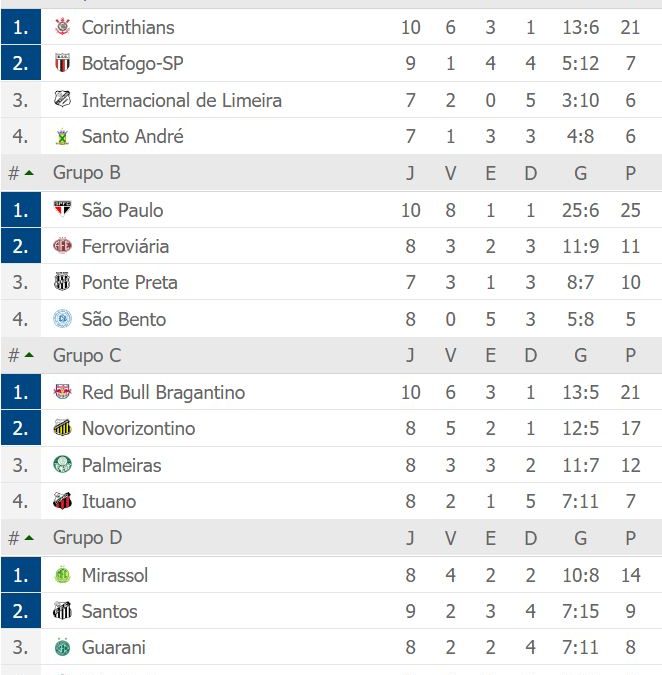 1. Corinthians 10 6 3 1 13:6 21
2. Botafogo-SP 9 1 4 4 5:12 7
3. Internacional de Limeira 7 2 0 5 3:10 6
4. Santo André 7 1 3 3 4:8 6
# Grupo B J V E D G P
1. São Paulo 10 8 1 1 25:6 25
2. Ferroviária 8 3 2 3 11:9 11
3. Ponte Preta 7 3 1 3 8:7 10
4. São Bento 8 0 5 3 5:8 5
# Grupo C J V E D G P
1. Red Bull Bragantino 10 6 3 1 13:5 21
2. Novorizontino 8 5 2 1 12:5 17
3. Palmeiras 8 3 3 2 11:7 12
4. Ituano 8 2 1 5 7:11 7
# Grupo D J V E D G P
1. Mirassol 8 4 2 2 10:8 14
2. Santos 9 2 3 4 7:15 9
3. Guarani 8 2 2 4 7:11 8